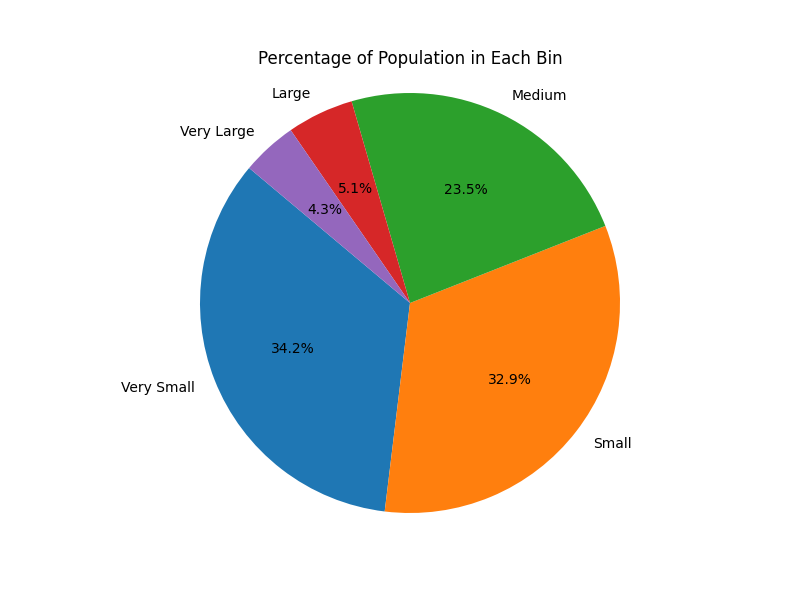 Percentage of Population in Each Bin
Large
Medium
Very Large
5.1%
23.5%
4.3%
34.2%
32.9%
Very Small
Small